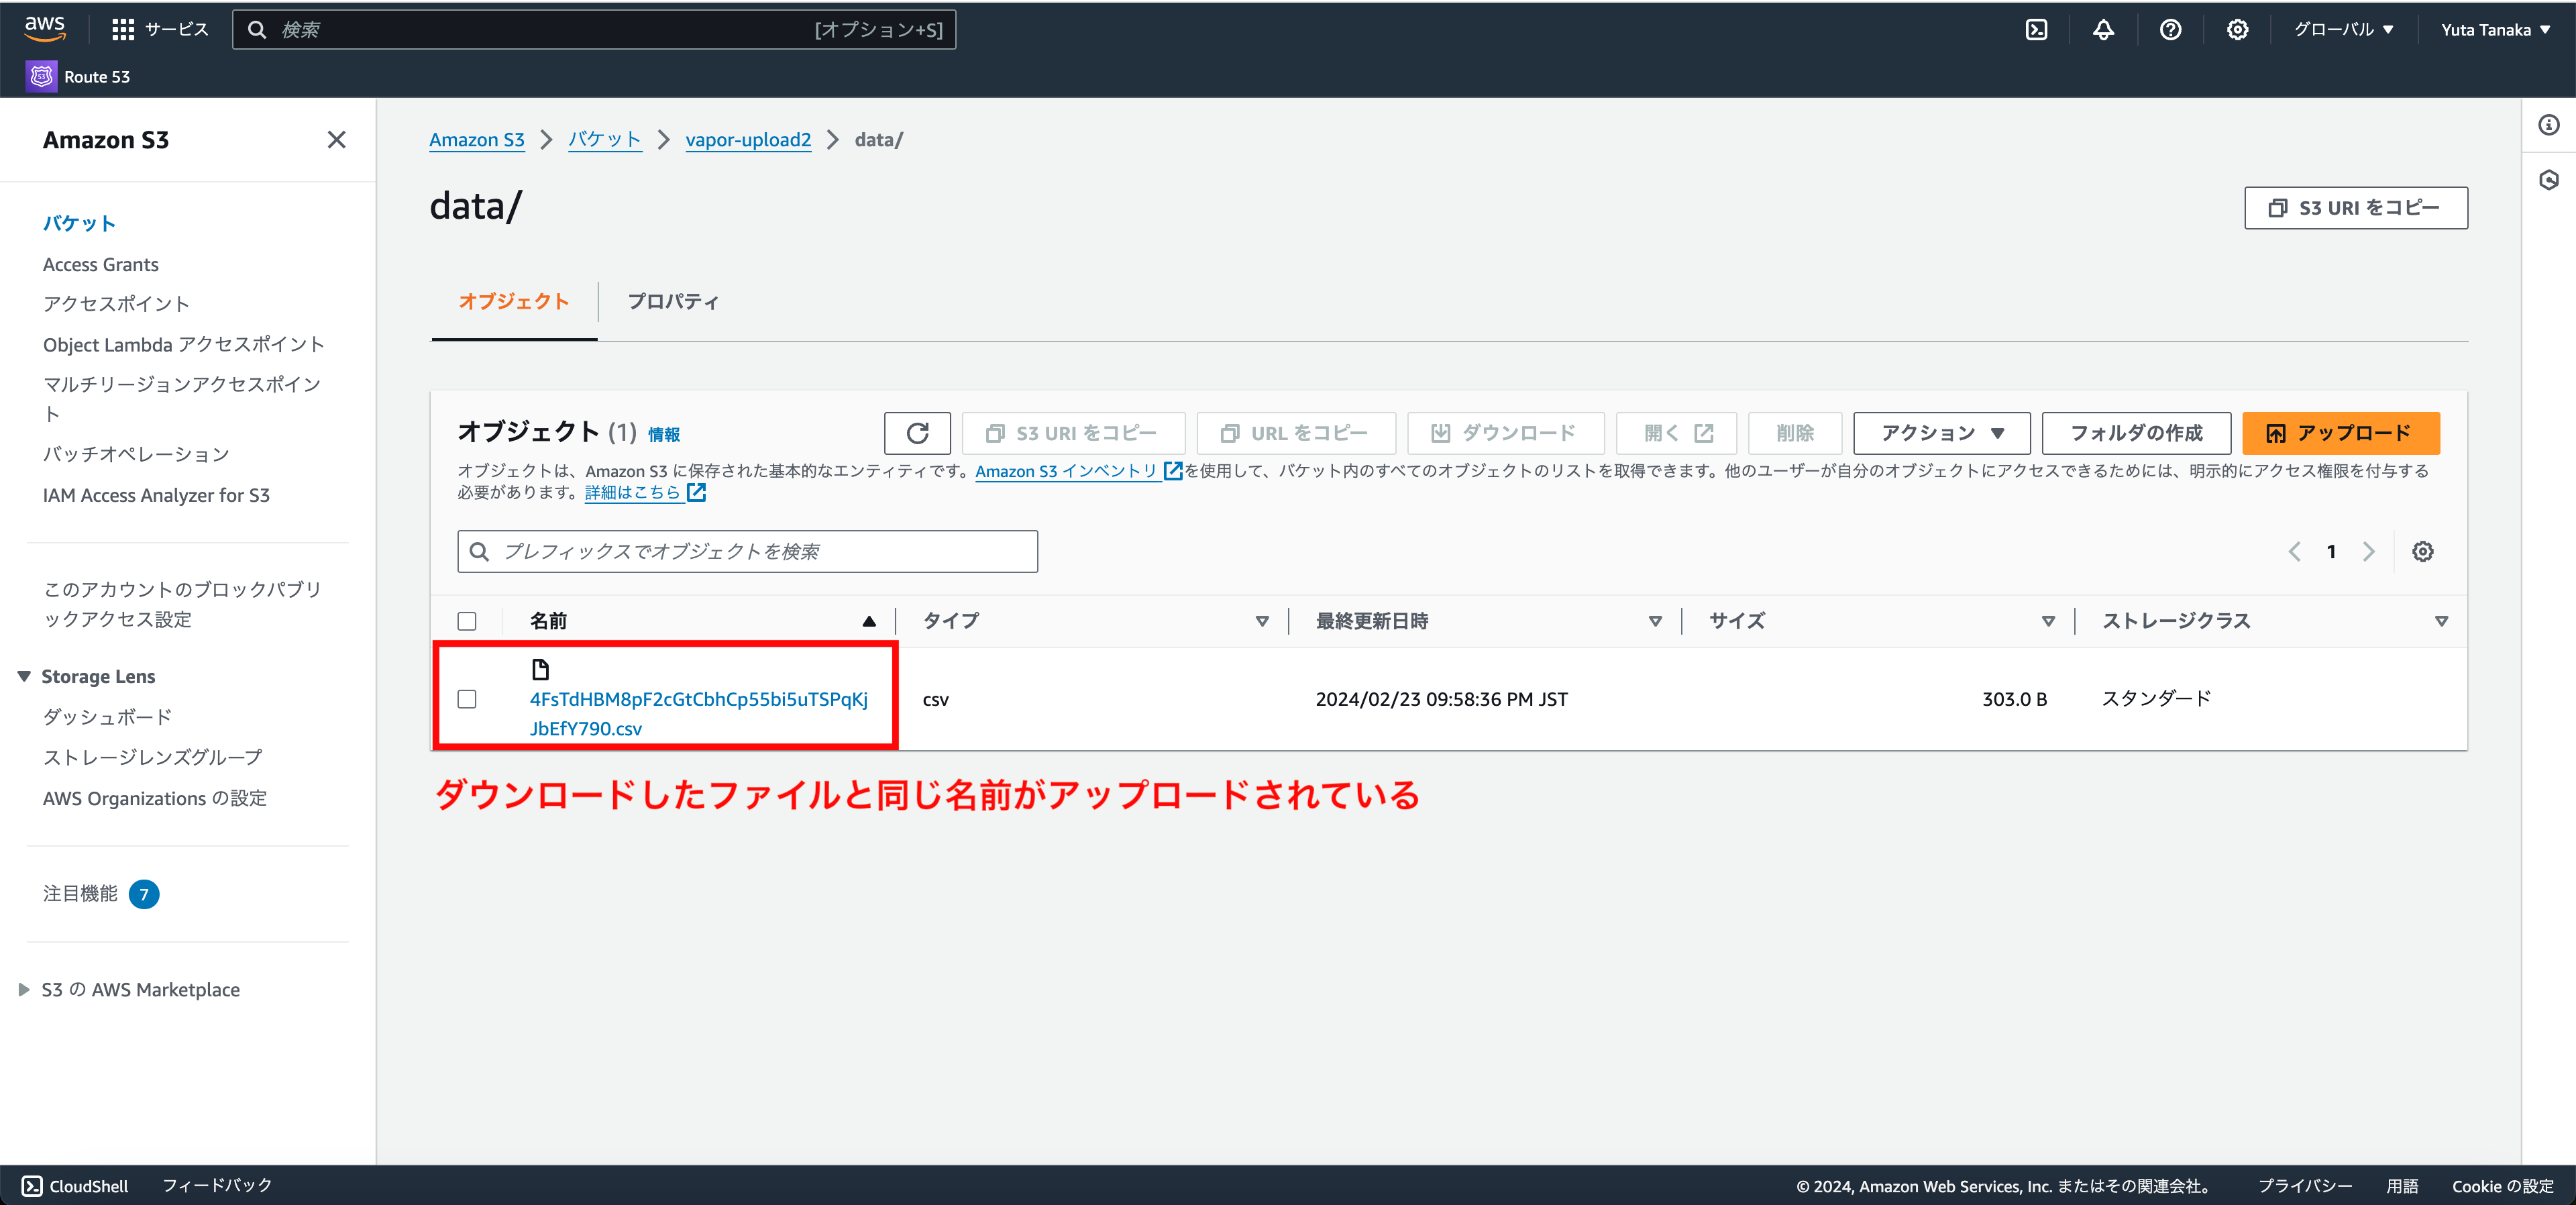 aws
サービス
検索
[オプション+S]
グローバル ▼
Yuta Tanaka ▼
Route 53
Amazon S3
バケット
Access Grants
アクセスポイント
Object Lambda アクセスポイント
マルチリージョンアクセスポイン
ト
バッチオペレーション
IAM Access Analyzer for S3
このアカウントのブロックパブリ
ックアクセス設定
Storage Lens
ダッシュボード
ストレージレンズグループ
AWS Organizations の設定
注目機能 7
S3 の AWS Marketplace
Amazon S3 > バケット > vapor-upload2 > data/
data/
S3 URI をコピー
オブジェクト
プロパティ
オブジェクト (1) 情報
S3 URI をコピー
URL をコピー
ダウンロード
開く
削除
アクション ▼
フォルダの作成
アップロード
オブジェクトは、Amazon S3 に保存された基本的なエンティティです。Amazon S3 インベントリ を使用して、バケット内のすべてのオブジェクトのリストを取得できます。他のユーザーが自分のオブジェクトにアクセスできるためには、明示的にアクセス権限を付与する
必要があります。詳細はこちら
プレフィックスでオブジェクトを検索
1
名前
タイプ
最終更新日時
サイズ
ストレージクラス
4FsTdHBM8pF2cGtCbhCp55bi5uTSPqKj
JbEfY790.csv
csv
2024/02/23 09:58:36 PM JST
303.0 B
スタンダード
ダウンロードしたファイルと同じ名前がアップロードされている
CloudShell
フィードバック
© 2024, Amazon Web Services, Inc. またはその関連会社。
プライバシー
用語
Cookie の設定